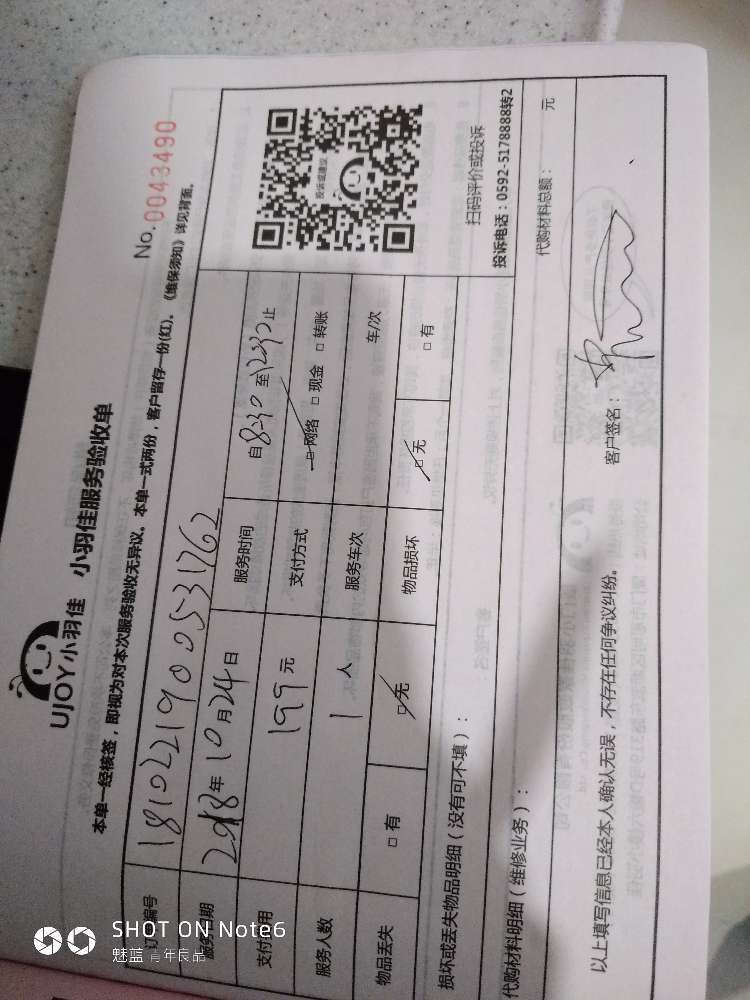 UJOY小羽佳 小羽佳服务验收单
No. 0043490
本单一经核签，即视为对本次服务验收无异议。本单一式两份，客户留存一份(红)。《维保须知》详见背面。
订单编号 1810221900531762
服务日期 2018年10月24日 服务时间 自8:30至12:30止
支付费用 199元 支付方式 □网络 □现金 □转账
服务人数 1人 服务车次 车/次
物品丢失 □有 □无 物品损坏 □无 □有
投诉或建议
扫码评价或投诉
投诉电话：0592-5178888转2
损坏或丢失物品明细（没有可不填）：
代购材料明细（维修业务）： 代购材料总额： 元
以上填写信息已经本人确认无误，不存在任何争议纠纷。 客户签名：
SHOT ON Note6
魅蓝 青年良品